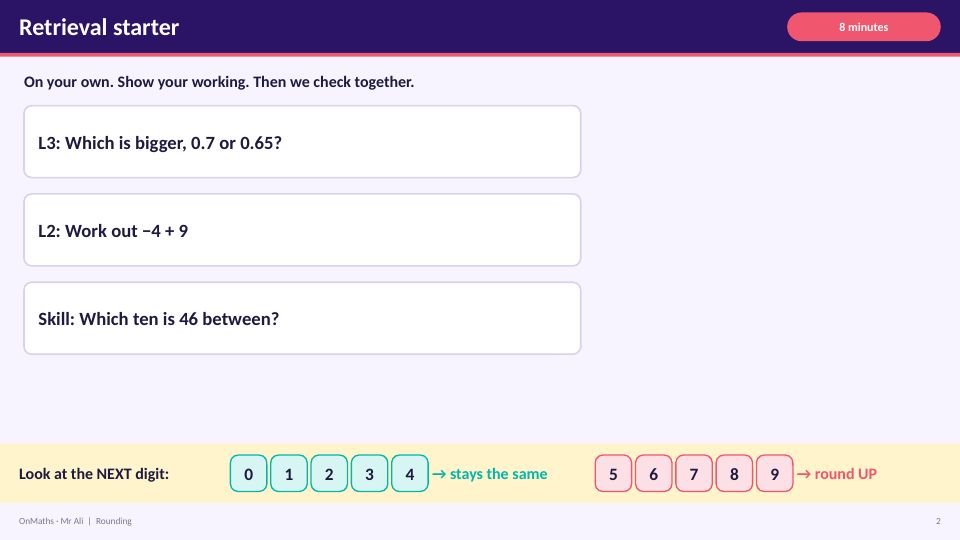 Retrieval starter
8 minutes
On your own. Show your working. Then we check together.
L3: Which is bigger, 0.7 or 0.65?
L2: Work out −4 + 9
Skill: Which ten is 46 between?
Look at the NEXT digit: 0 1 2 3 4 → stays the same 5 6 7 8 9 → round UP
OnMaths - Mr Ali | Rounding 2